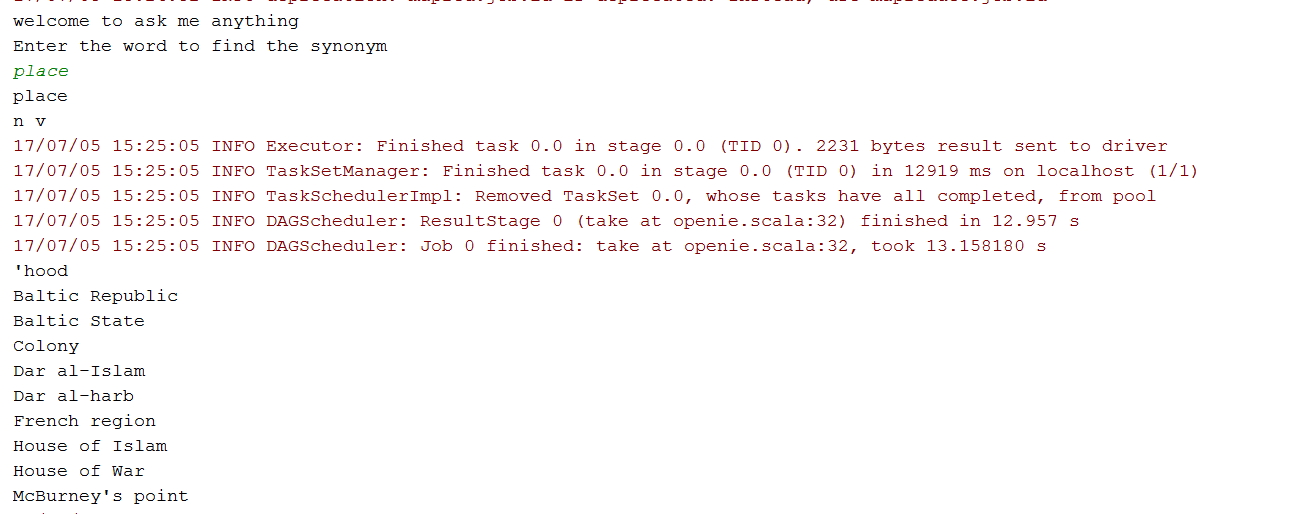 welcome to ask me anything
Enter the word to find the synonym
place
place
n v
17/07/05 15:25:05 INFO Executor: Finished task 0.0 in stage 0.0 (TID 0). 2231 bytes result sent to driver
17/07/05 15:25:05 INFO TaskSetManager: Finished task 0.0 in stage 0.0 (TID 0) in 12919 ms on localhost (1/1)
17/07/05 15:25:05 INFO TaskSchedulerImpl: Removed TaskSet 0.0, whose tasks have all completed, from pool
17/07/05 15:25:05 INFO DAGScheduler: ResultStage 0 (take at openie.scala:32) finished in 12.957 s
17/07/05 15:25:05 INFO DAGScheduler: Job 0 finished: take at openie.scala:32, took 13.158180 s
'hood
Baltic Republic
Baltic State
Colony
Dar al-Islam
Dar al-harb
French region
House of Islam
House of War
McBurney's point